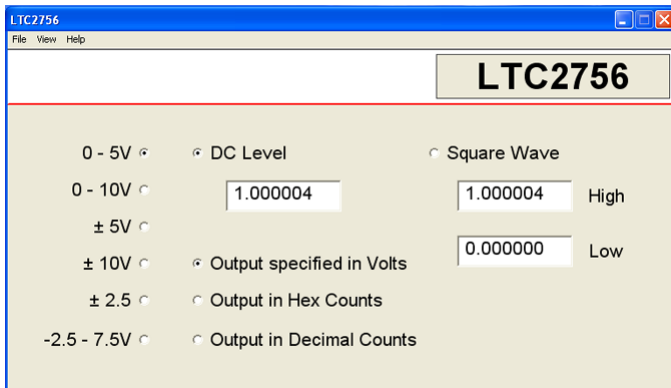 LTC2756
File View Help
LTC2756
0 - 5V DC Level Square Wave
0 - 10V 1.000004 1.000004 High
± 5V
± 10V Output specified in Volts 0.000000 Low
± 2.5 Output in Hex Counts
-2.5 - 7.5V Output in Decimal Counts